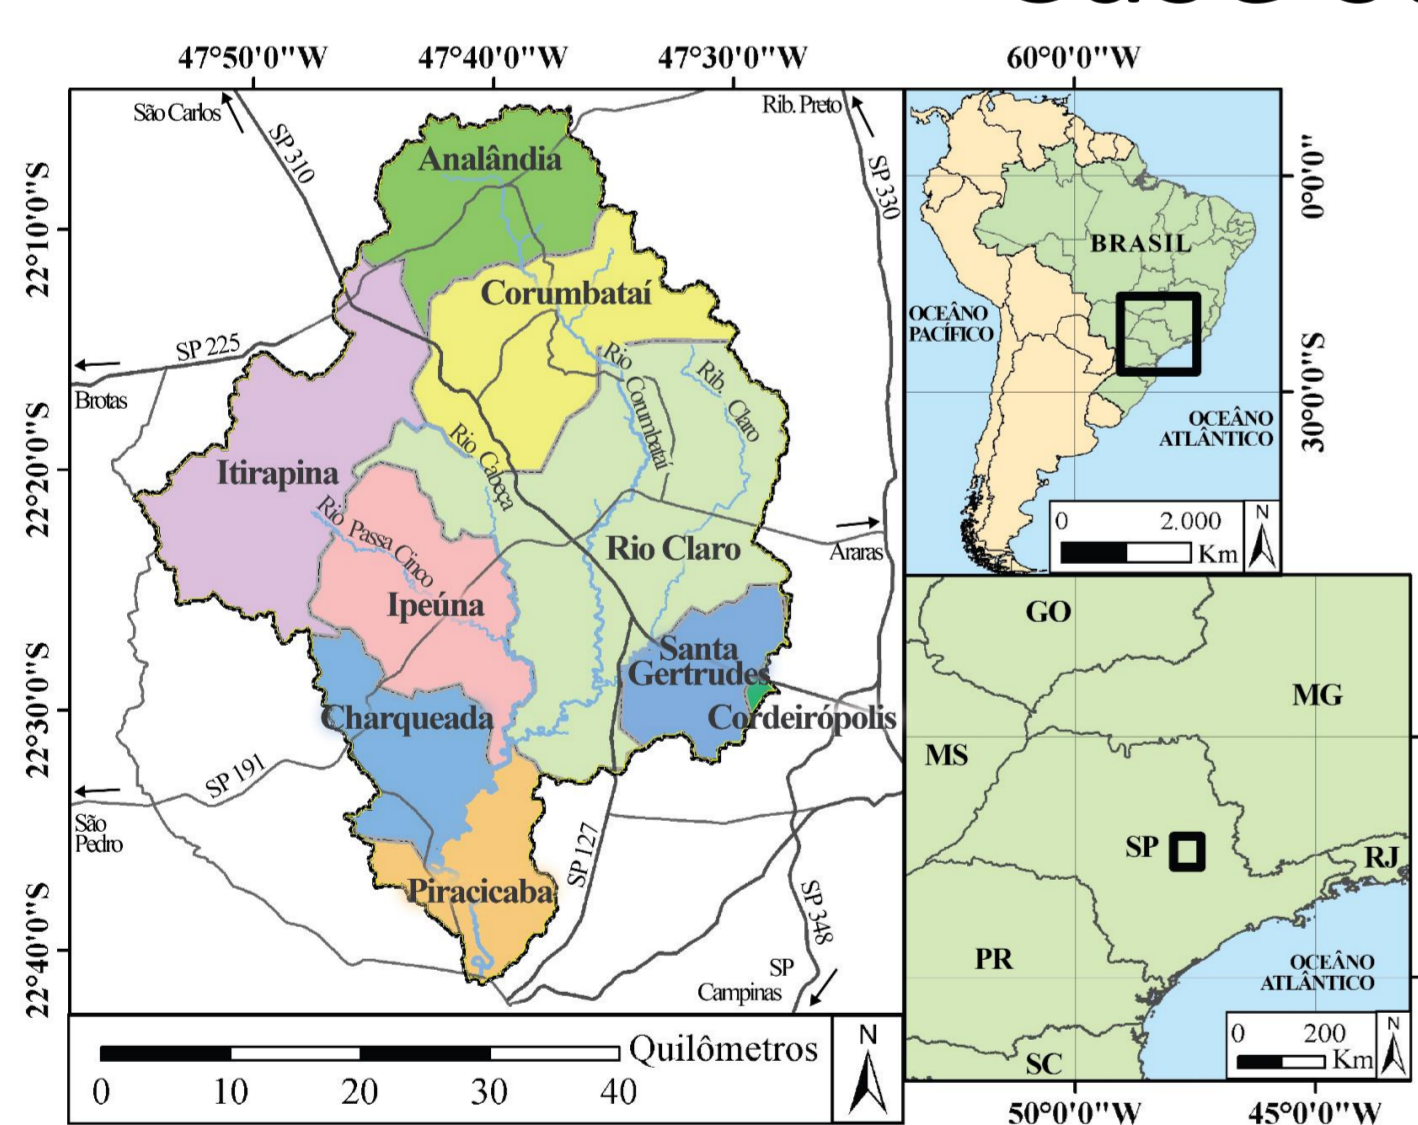 47°50'0"W
47°40'0"W
47°30'0"W
60°0'0"W
São Carlos
SP 310
Rib. Preto
SP 330
Analândia
22°10'0"S
Corumbataí
SP 225
Brotas
Rio Corumbataí
Rib. Claro
Itirapina
Rio Cabeça
22°20'0"S
Rio Passa Cinco
Rio Claro
Araras
Ipeúna
Santa
Gertrudes
Cordeirópolis
Charqueada
22°30'0"S
SP 191
São
Pedro
SP 127
Piracicaba
SP 348
22°40'0"S
SP
Campinas
Quilômetros
0 10 20 30 40
N
BRASIL
OCEÂNO
PACÍFICO
OCEÂNO
ATLÂNTICO
0°0'0"
30°0'0"S
0 2.000
Km
N
GO
MG
MS
SP
RJ
PR
OCEÂNO
ATLÂNTICO
SC
0 200
Km
N
50°0'0"W
45°0'0"W